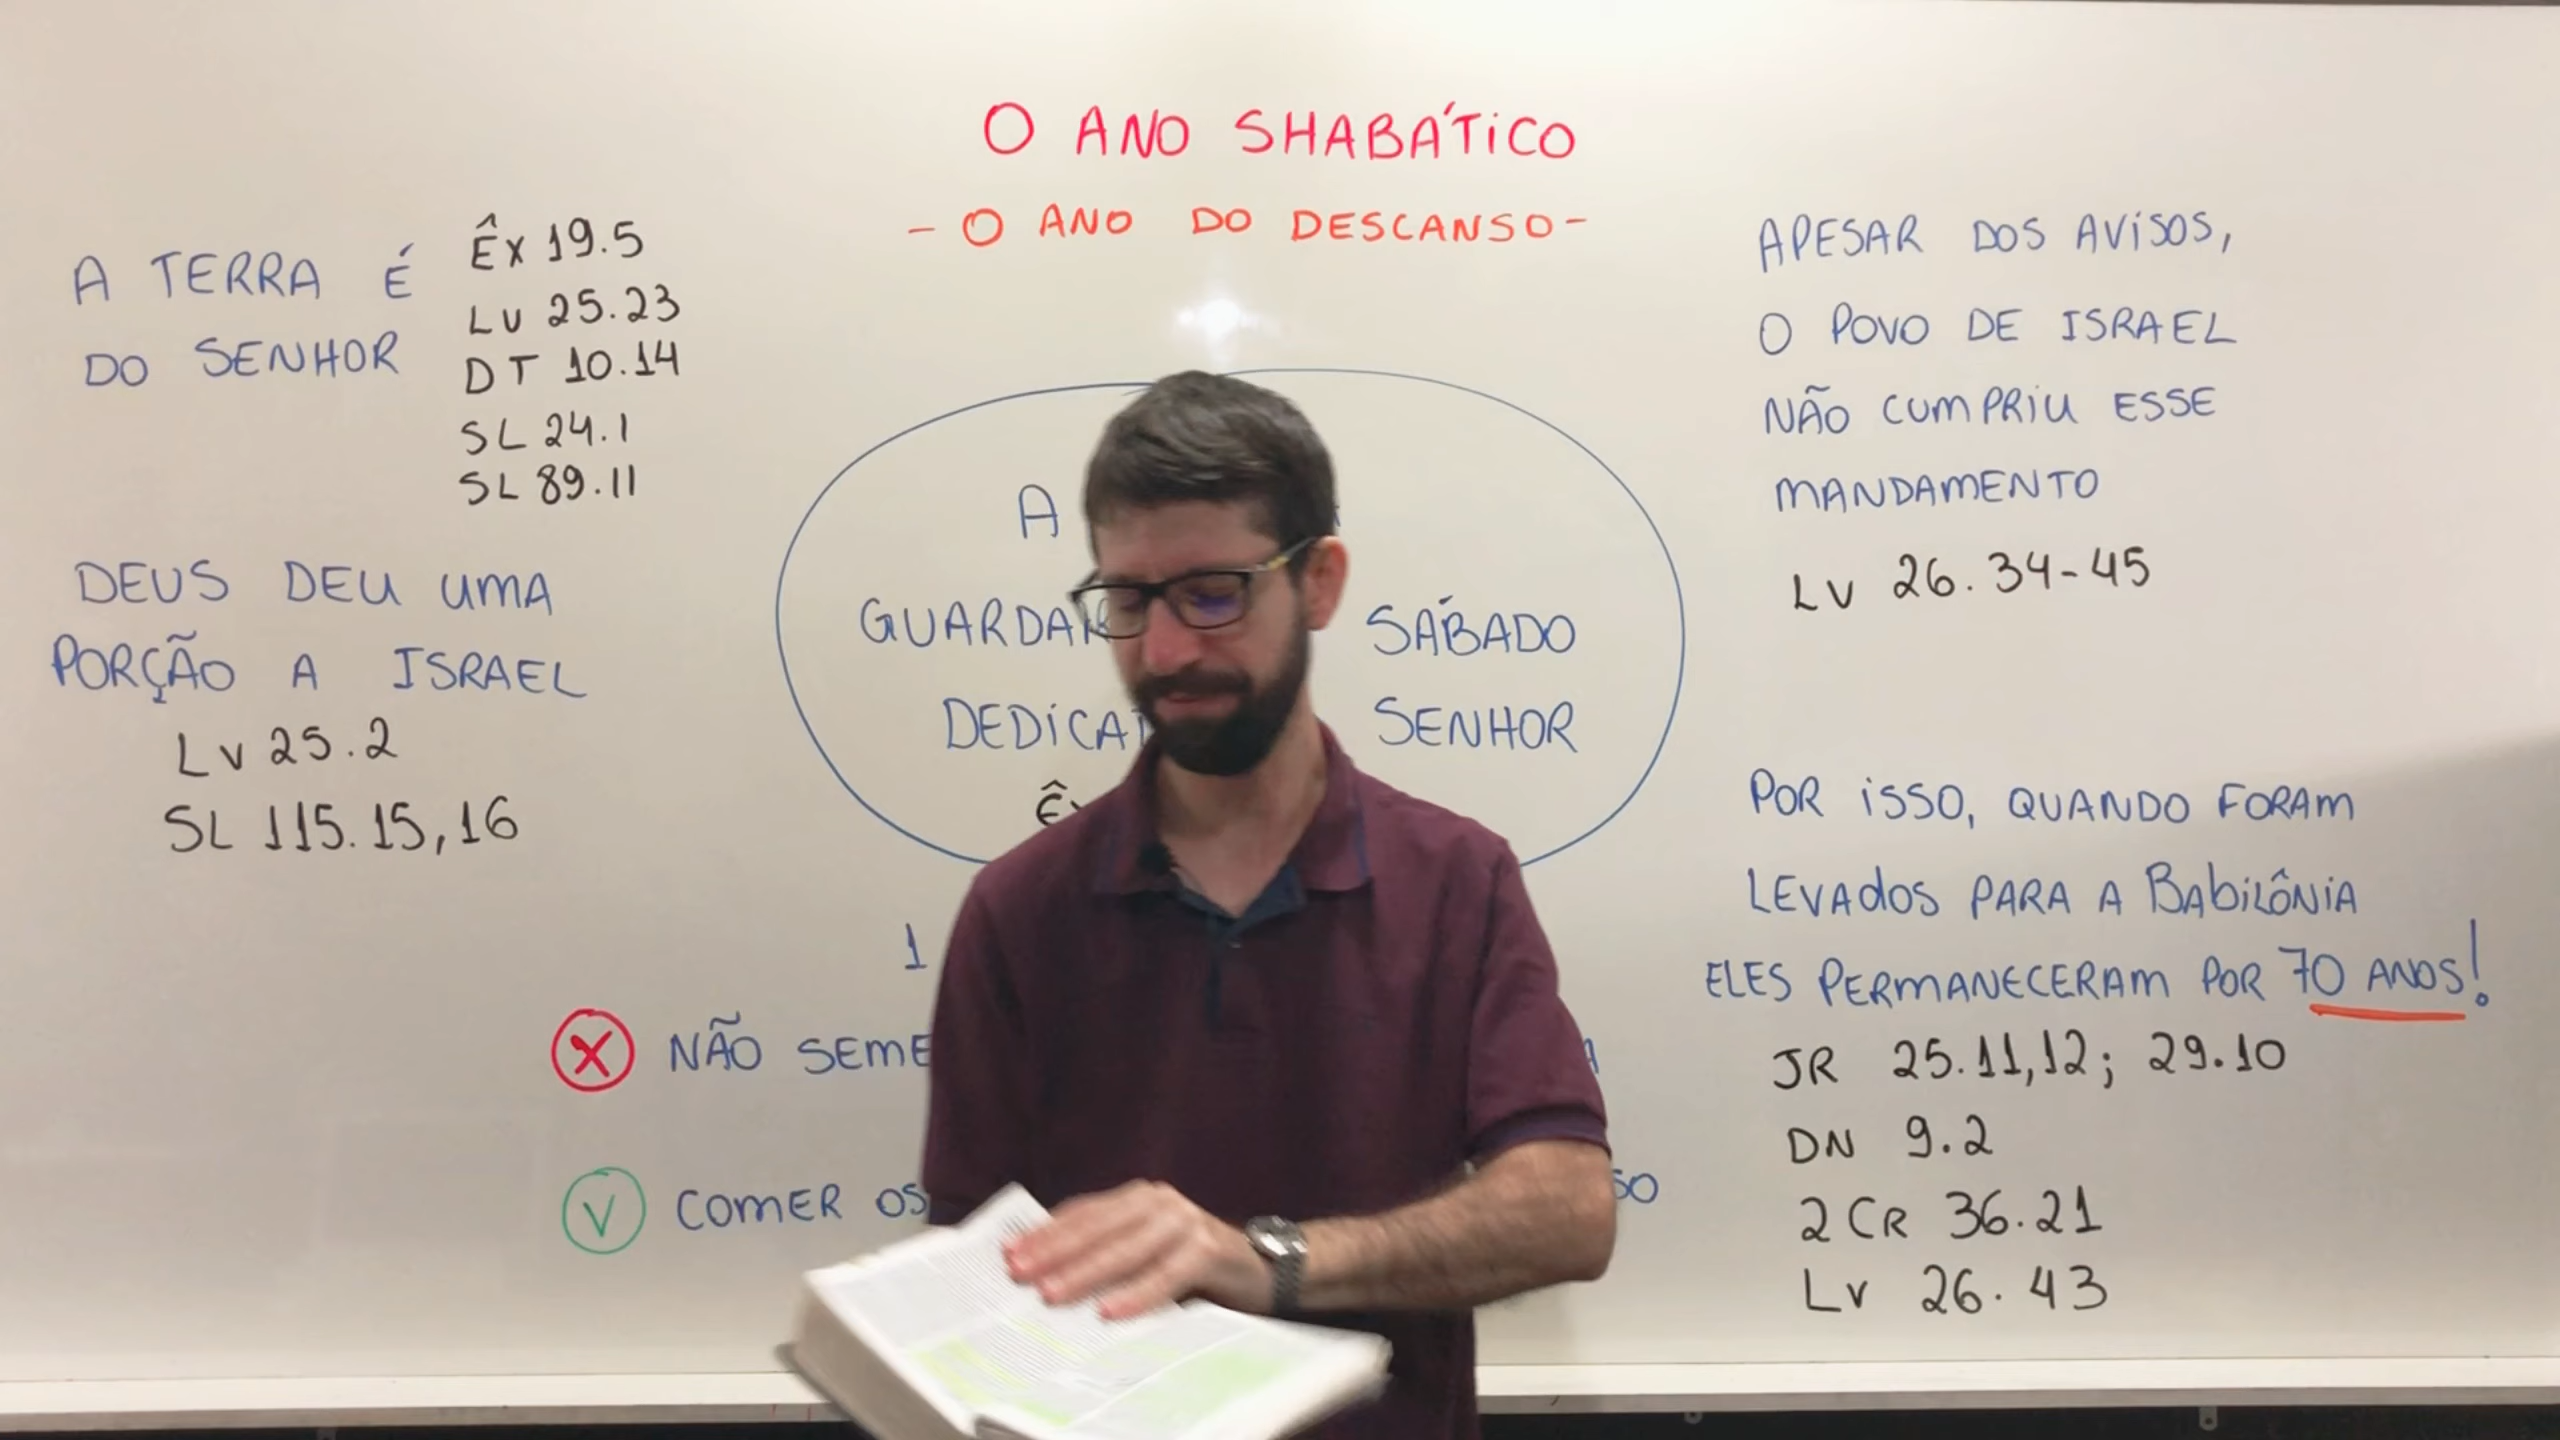 O ANO SHABÁTICO
- O ANO DO DESCANSO -
A TERRA É
DO SENHOR
Êx 19.5
Lv 25.23
DT 10.14
SL 24.1
SL 89.11
DEUS DEU UMA
PORÇÃO A ISRAEL
Lv 25.2
SL 115.15,16
A
GUARDAR SÁBADO
SENHOR
1
NÃO
COMER OS
APESAR DOS AVISOS,
O POVO DE ISRAEL
NÃO CUMPRIU ESSE
MANDAMENTO
Lv 26.34-45
POR ISSO, QUANDO FORAM
LEVADOS PARA A BABILÔNIA
ELES PERMANECERAM POR 70 ANOS!
JR 25.11,12; 29.10
DN 9.2
2 CR 36.21
Lv 26.43